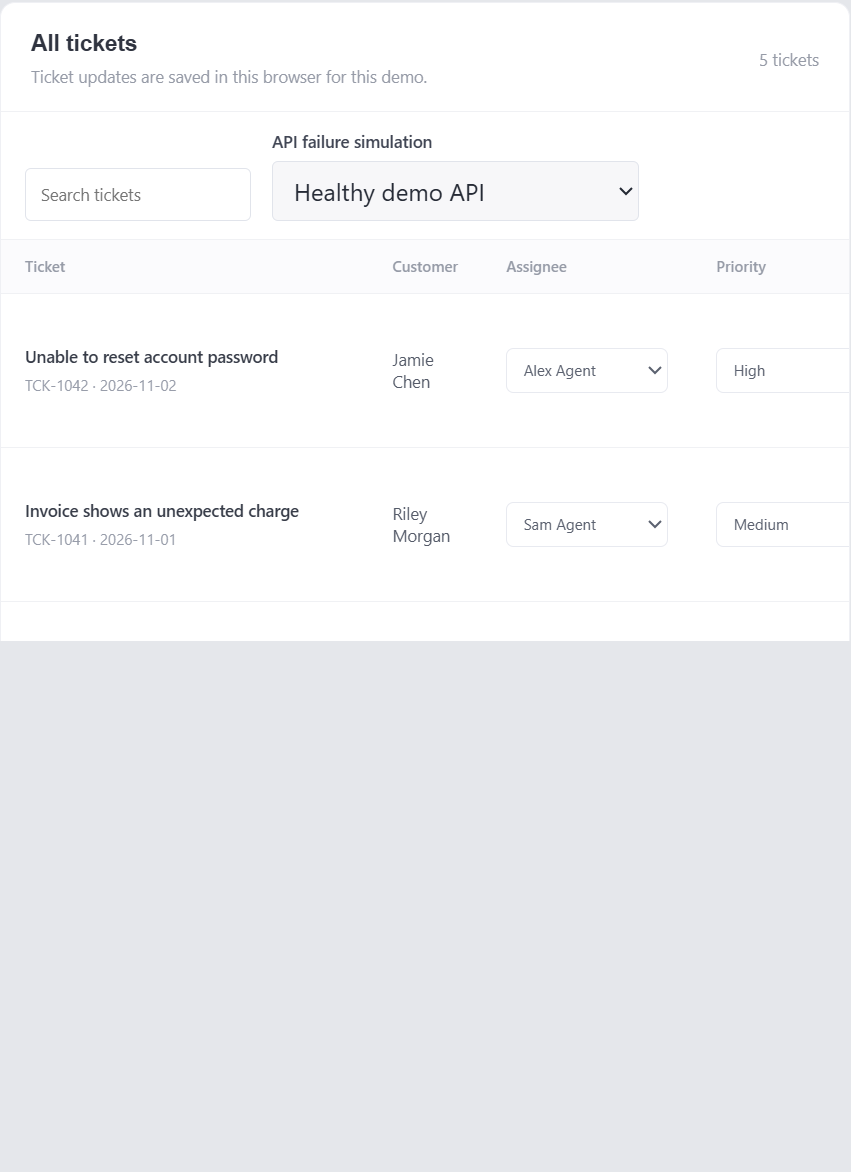 All tickets
Ticket updates are saved in this browser for this demo.
5 tickets
API failure simulation
Search tickets
Healthy demo API
Ticket Customer Assignee Priority
Unable to reset account password
TCK-1042 · 2026-11-02
Jamie
Chen
Alex Agent
High
Invoice shows an unexpected charge
TCK-1041 · 2026-11-01
Riley
Morgan
Sam Agent
Medium